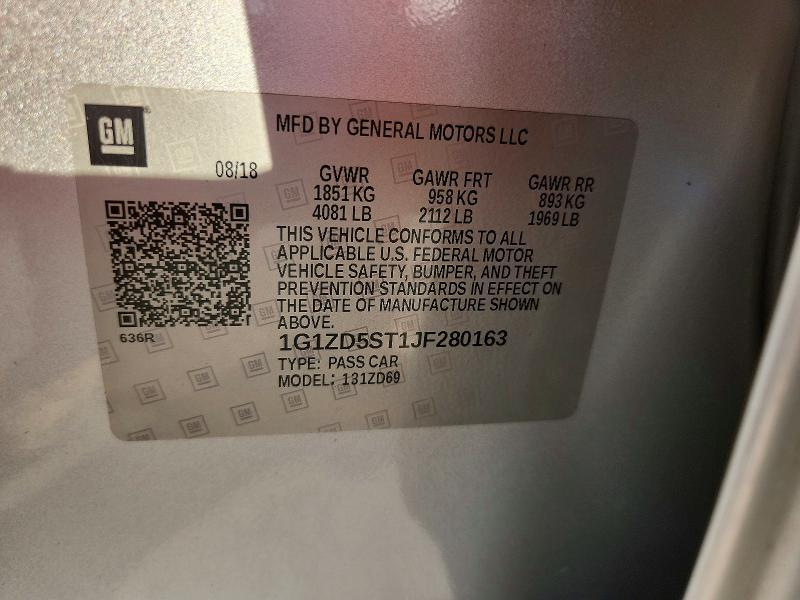 GM
MFD BY GENERAL MOTORS LLC
08/18
GVWR GAWR FRT GAWR RR
1851 KG 958 KG 893 KG
4081 LB 2112 LB 1969 LB
THIS VEHICLE CONFORMS TO ALL
APPLICABLE U.S. FEDERAL MOTOR
VEHICLE SAFETY, BUMPER, AND THEFT
PREVENTION STANDARDS IN EFFECT ON
THE DATE OF MANUFACTURE SHOWN
ABOVE.
636R
1G1ZD5ST1JF280163
TYPE: PASS CAR
MODEL: 131ZD69